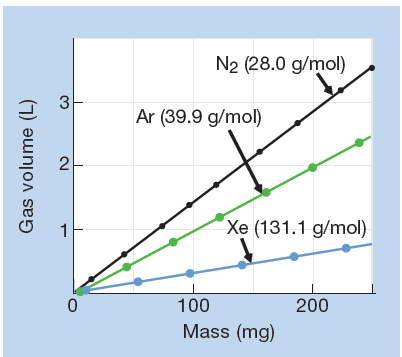 N2 (28.0 g/mol)
Ar (39.9 g/mol)
Xe (131.1 g/mol)
Gas volume (L)
3
2
1
0
100
200
Mass (mg)